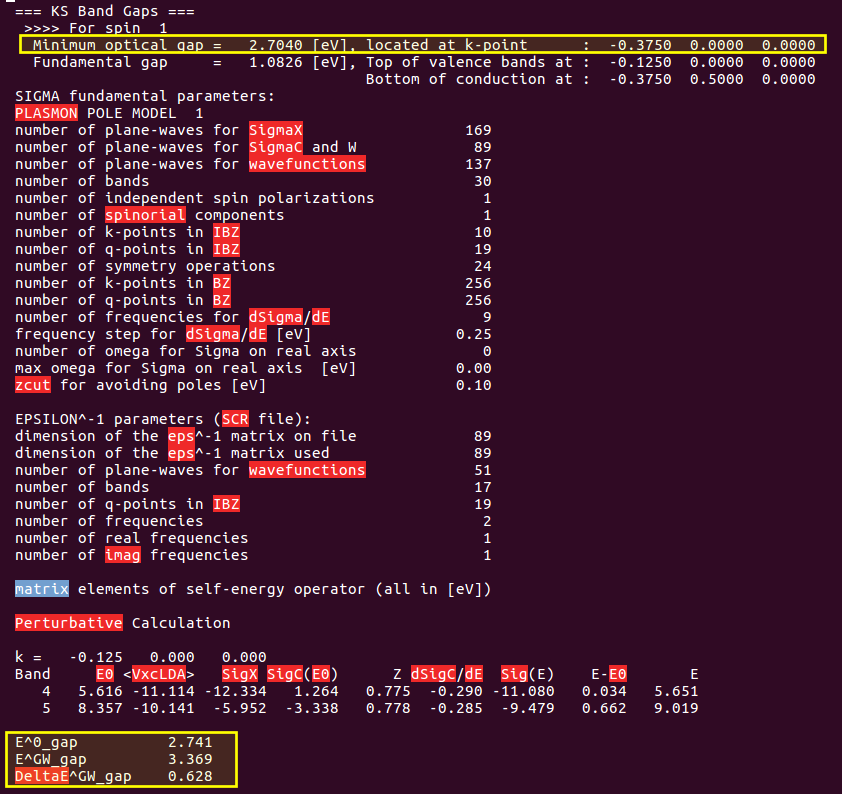 === KS Band Gaps ===
>>>> For spin  1
Minimum optical gap =   2.7040 [eV], located at k-point      :  -0.3750  0.0000  0.0000
Fundamental gap     =   1.0826 [eV], Top of valence bands at :  -0.1250  0.0000  0.0000
Bottom of conduction at :  -0.3750  0.5000  0.0000
SIGMA fundamental parameters:
PLASMON POLE MODEL  1
number of plane-waves for SigmaX                  169
number of plane-waves for SigmaC and W             89
number of plane-waves for wavefunctions           137
number of bands                                    30
number of independent spin polarizations            1
number of spinorial components                      1
number of k-points in IBZ                          10
number of q-points in IBZ                          19
number of symmetry operations                      24
number of k-points in BZ                          256
number of q-points in BZ                          256
number of frequencies for dSigma/dE                 9
frequency step for dSigma/dE [eV]                0.25
number of omega for Sigma on real axis              0
max omega for Sigma on real axis  [eV]           0.00
zcut for avoiding poles [eV]                     0.10
EPSILON^-1 parameters (SCR file):
dimension of the eps^-1 matrix on file             89
dimension of the eps^-1 matrix used                89
number of plane-waves for wavefunctions            51
number of bands                                    17
number of q-points in IBZ                          19
number of frequencies                               2
number of real frequencies                          1
number of imag frequencies                          1
matrix elements of self-energy operator (all in [eV])
Perturbative Calculation
k =   -0.125   0.000   0.000
Band     E0 <VxcLDA>   SigX SigC(E0)      Z dSigC/dE  Sig(E)    E-E0       E
4   5.616 -11.114 -12.334   1.264   0.775  -0.290 -11.080   0.034   5.651
5   8.357 -10.141  -5.952  -3.338   0.778  -0.285  -9.479   0.662   9.019
E^0_gap          2.741
E^GW_gap         3.369
DeltaE^GW_gap    0.628